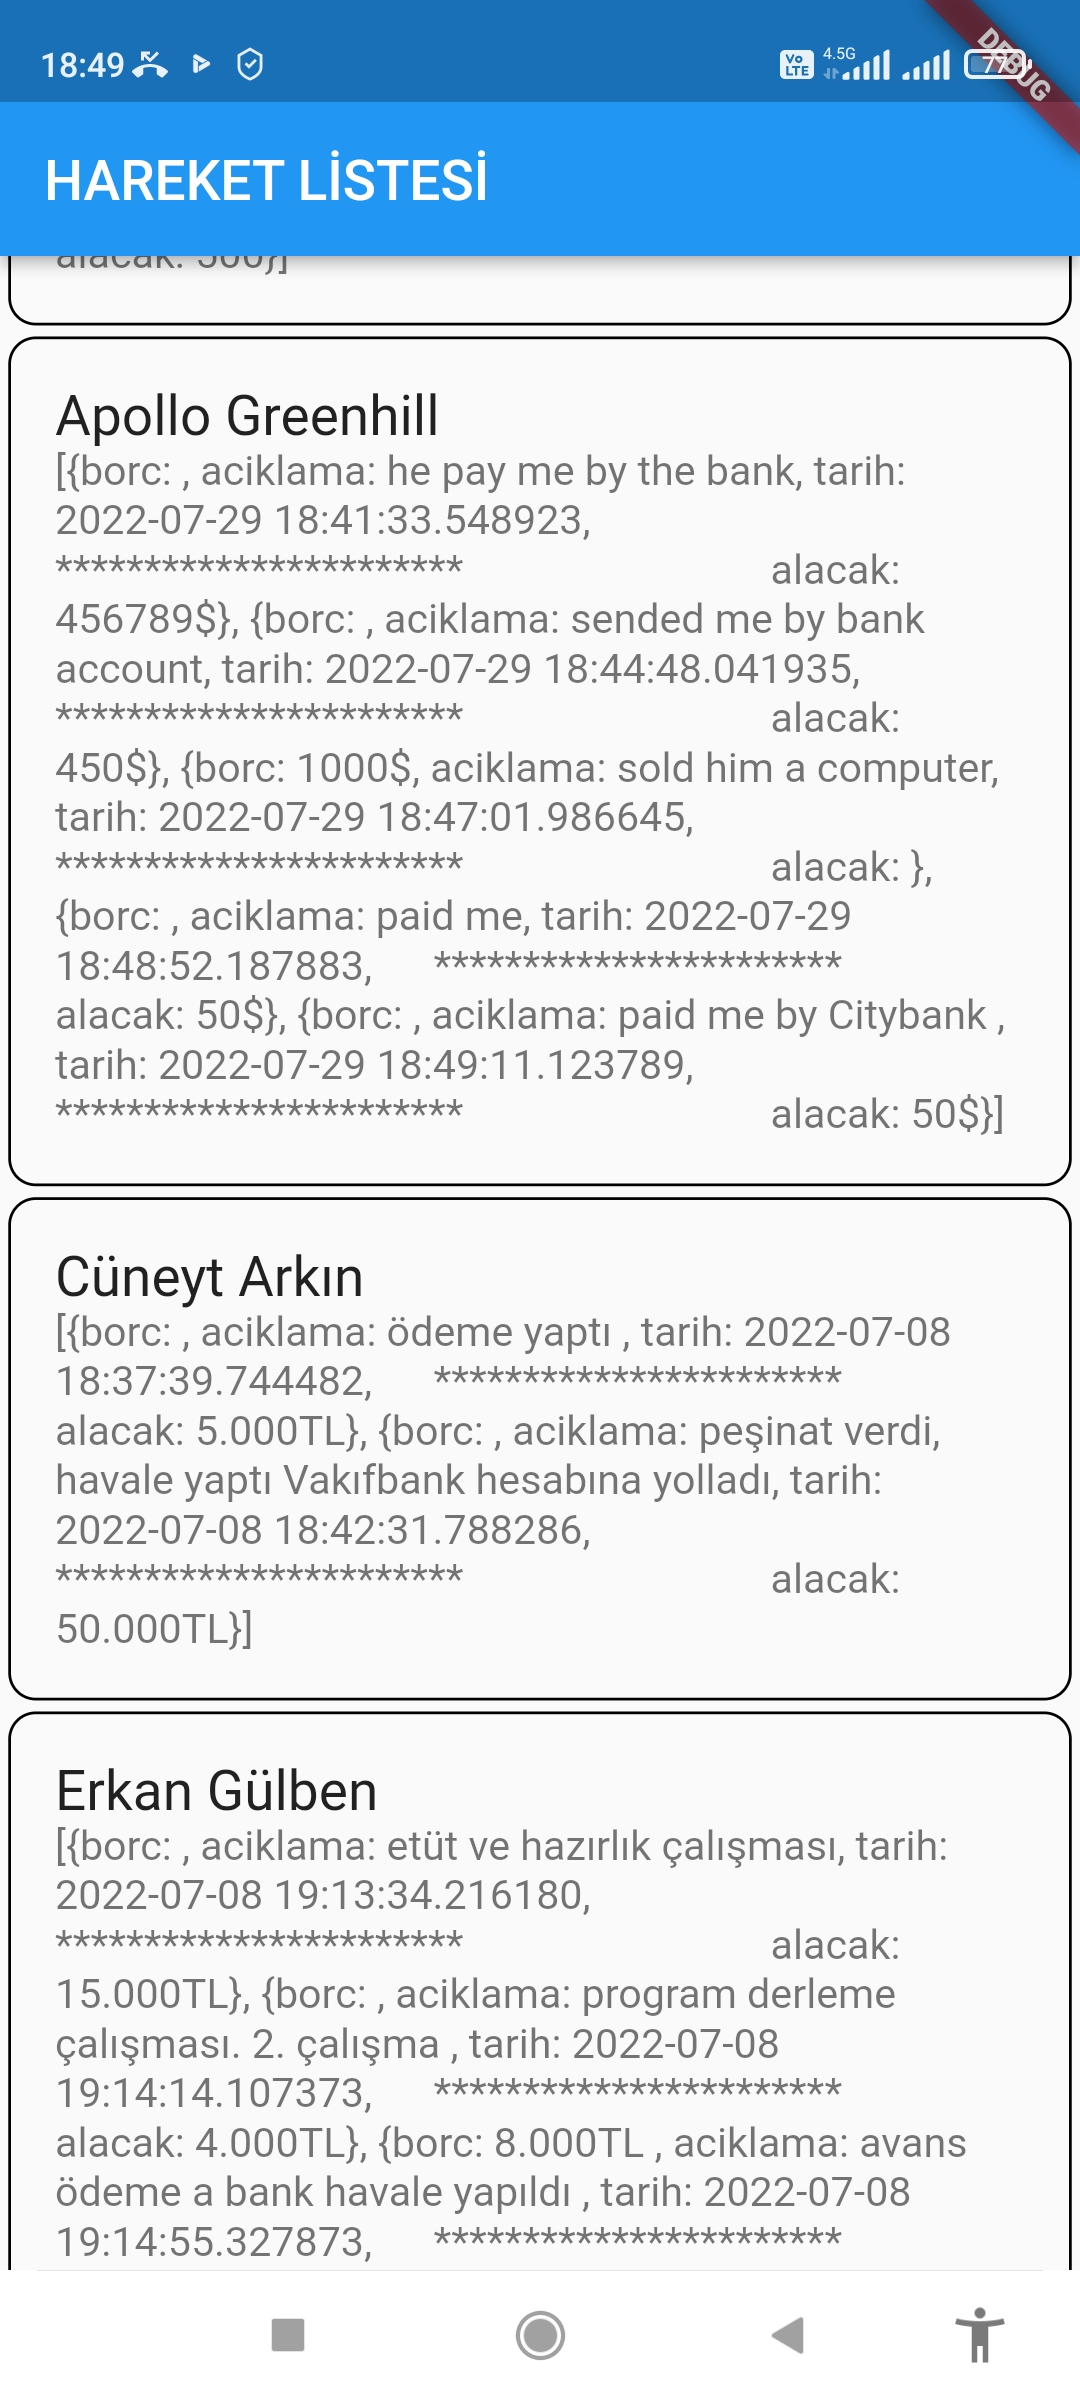 18:49
Vo LTE 4.5G 77
DEBUG
HAREKET LİSTESİ
alacak: 500}]
Apollo Greenhill
[{borc: , aciklama: he pay me by the bank, tarih:
2022-07-29 18:41:33.548923,
*********************** alacak:
456789$}, {borc: , aciklama: sended me by bank
account, tarih: 2022-07-29 18:44:48.041935,
*********************** alacak:
450$}, {borc: 1000$, aciklama: sold him a computer,
tarih: 2022-07-29 18:47:01.986645,
*********************** alacak: },
{borc: , aciklama: paid me, tarih: 2022-07-29
18:48:52.187883, ***********************
alacak: 50$}, {borc: , aciklama: paid me by Citybank ,
tarih: 2022-07-29 18:49:11.123789,
*********************** alacak: 50$}]
Cüneyt Arkın
[{borc: , aciklama: ödeme yaptı , tarih: 2022-07-08
18:37:39.744482, ***********************
alacak: 5.000TL}, {borc: , aciklama: peşinat verdi,
havale yaptı Vakıfbank hesabına yolladı, tarih:
2022-07-08 18:42:31.788286,
*********************** alacak:
50.000TL}]
Erkan Gülben
[{borc: , aciklama: etüt ve hazırlık çalışması, tarih:
2022-07-08 19:13:34.216180,
*********************** alacak:
15.000TL}, {borc: , aciklama: program derleme
çalışması. 2. çalışma , tarih: 2022-07-08
19:14:14.107373, ***********************
alacak: 4.000TL}, {borc: 8.000TL , aciklama: avans
ödeme a bank havale yapıldı , tarih: 2022-07-08
19:14:55.327873, ***********************